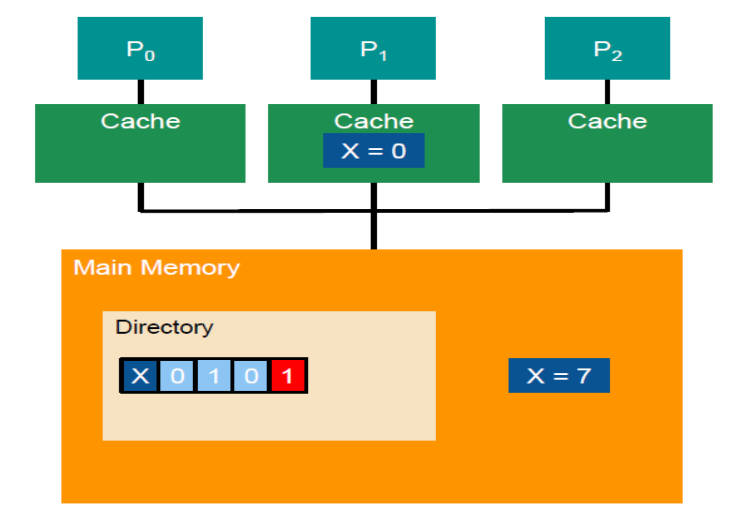 P₀ P₁ P₂
Cache Cache Cache
X = 0
Main Memory
Directory
X 0 1 0 1
X = 7